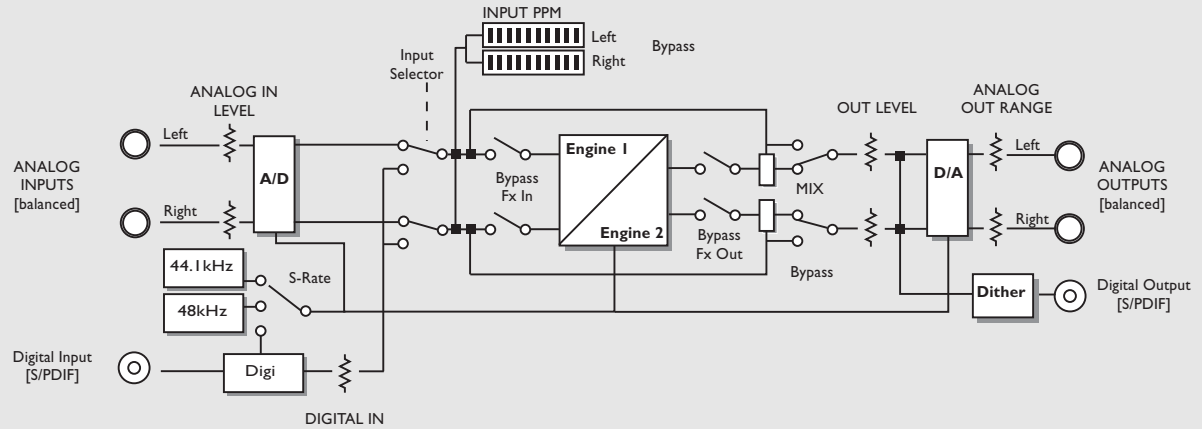 INPUT PPM
Left
Right
Bypass
Input
Selector
ANALOG IN
LEVEL
OUT LEVEL
ANALOG
OUT RANGE
Left
A/D
Engine 1
D/A
Left
ANALOG
INPUTS
[balanced]
Bypass
Fx In
MIX
ANALOG
OUTPUTS
[balanced]
Right
Engine 2
Bypass
Fx Out
Right
44.1kHz
S-Rate
Bypass
48kHz
Dither
Digital Output
[S/PDIF]
Digital Input
[S/PDIF]
Digi
DIGITAL IN